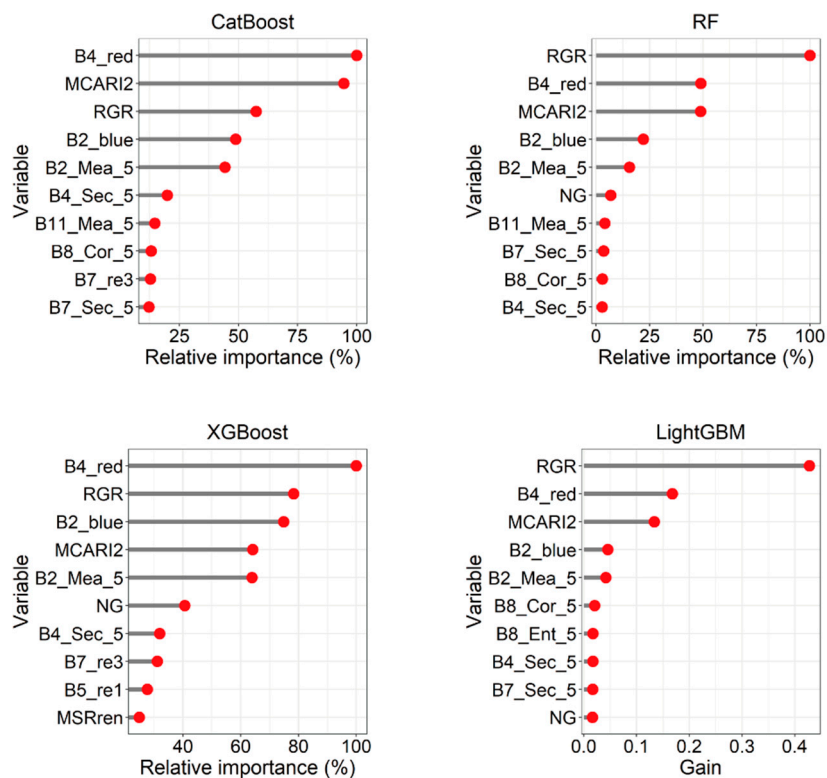 CatBoost
B4_red
MCARI2
RGR
B2_blue
B2_Mea_5
B4_Sec_5
B11_Mea_5
B8_Cor_5
B7_re3
B7_Sec_5
Variable
25 50 75 100
Relative importance (%)
RF
RGR
B4_red
MCARI2
B2_blue
B2_Mea_5
NG
B11_Mea_5
B7_Sec_5
B8_Cor_5
B4_Sec_5
Variable
0 25 50 75 100
Relative importance (%)
XGBoost
B4_red
RGR
B2_blue
MCARI2
B2_Mea_5
NG
B4_Sec_5
B7_re3
B5_re1
MSRren
Variable
40 60 80 100
Relative importance (%)
LightGBM
RGR
B4_red
MCARI2
B2_blue
B2_Mea_5
B8_Cor_5
B8_Ent_5
B4_Sec_5
B7_Sec_5
NG
Variable
0.0 0.1 0.2 0.3 0.4
Gain